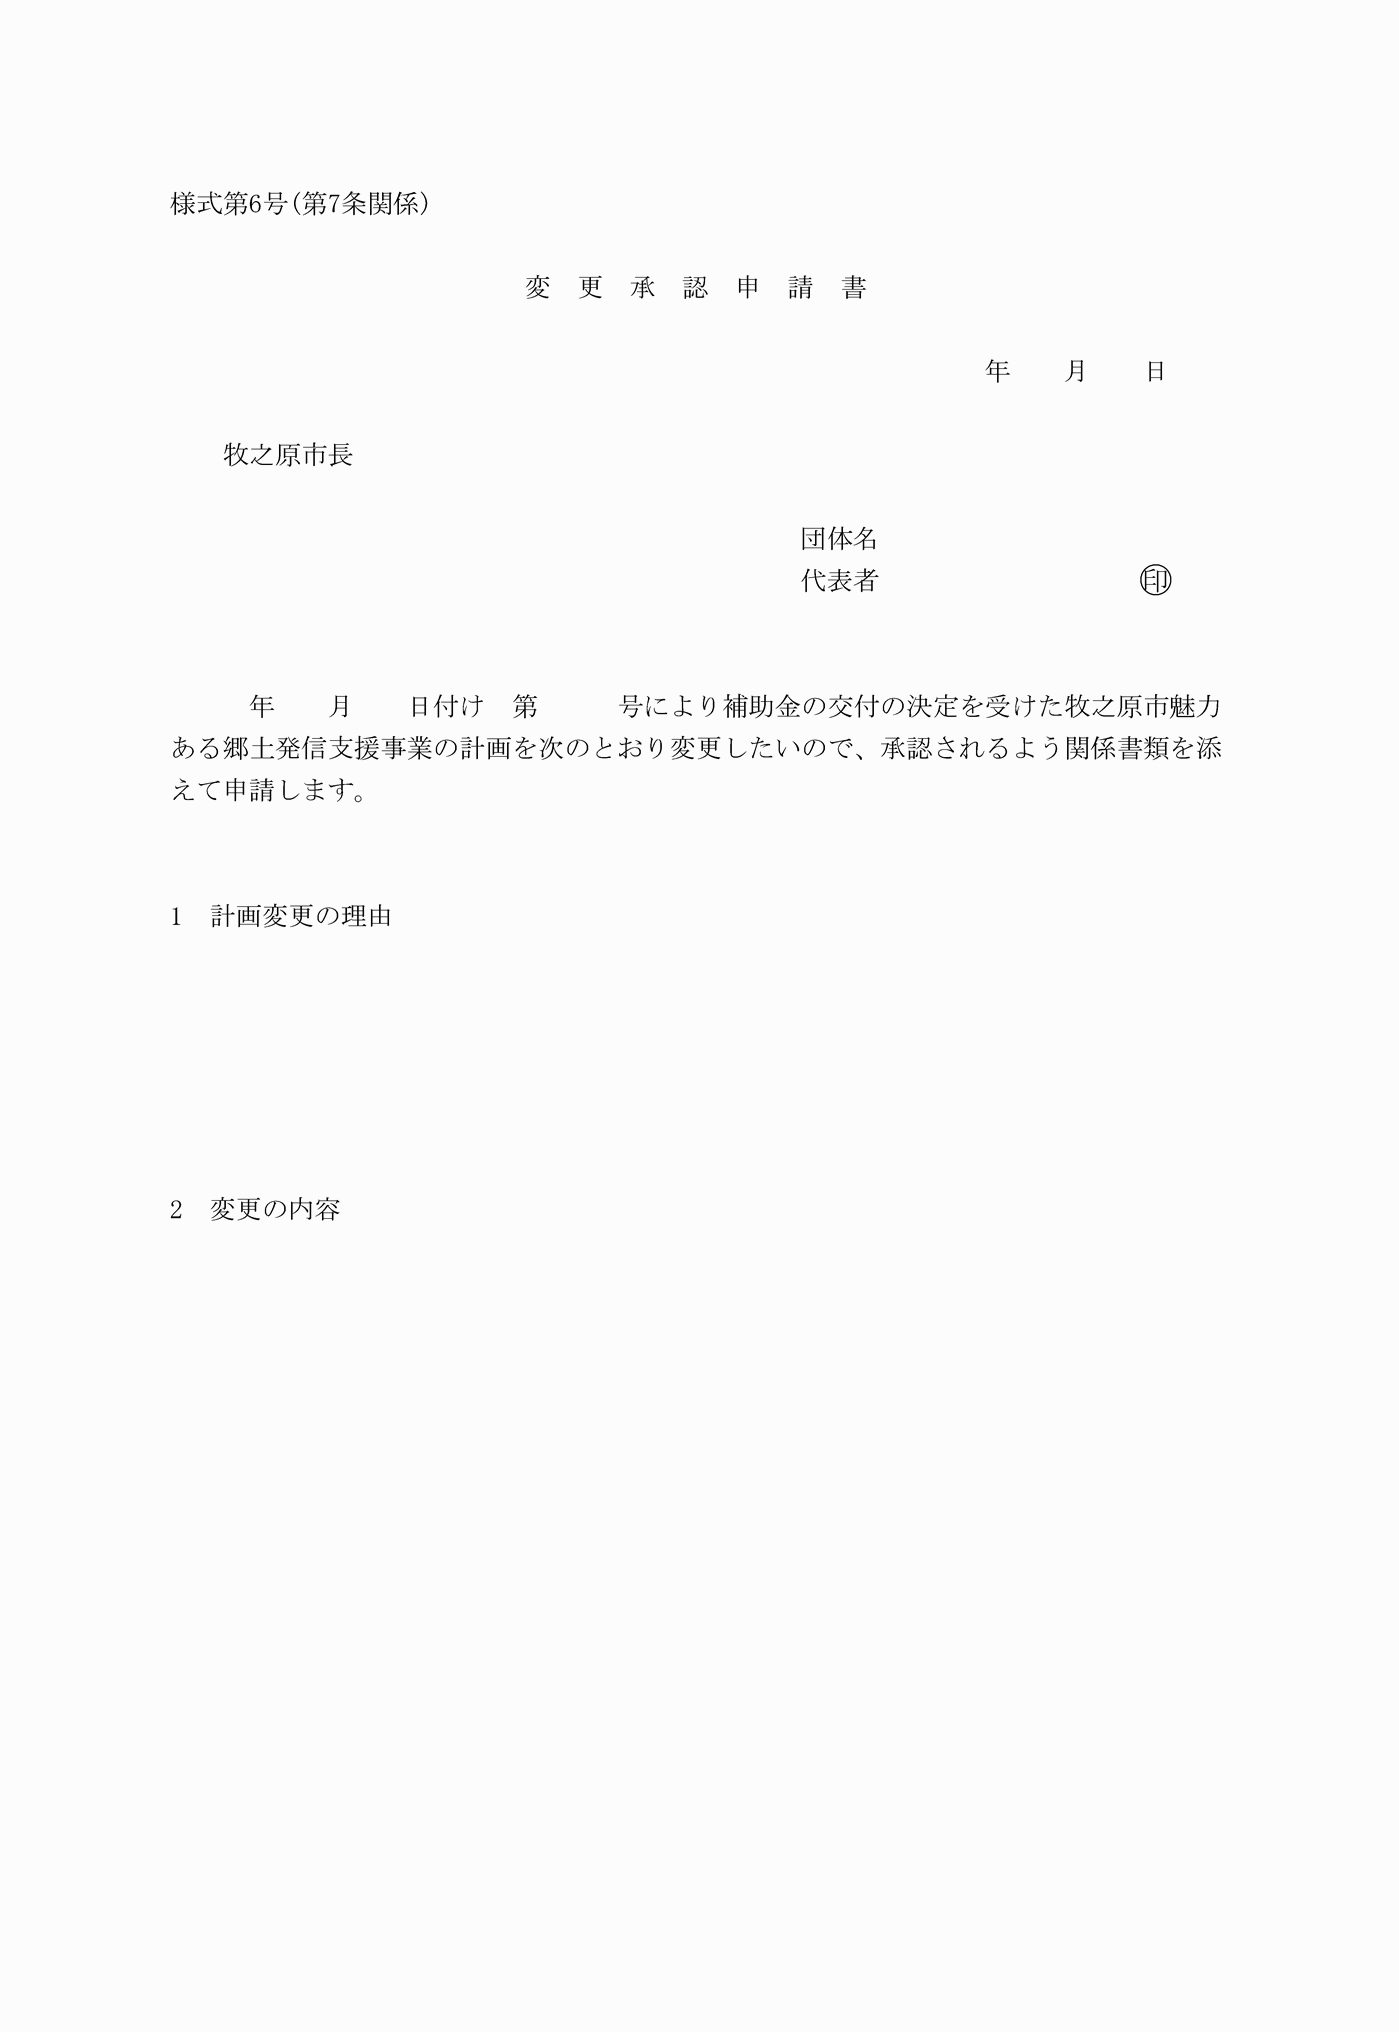 様式第6号(第7条関係)
変　更　承　認　申　請　書
年　　月　　日
牧之原市長
団体名
代表者　　　　　　　　　　㊞
年　　月　　日付け　第　　　号により補助金の交付の決定を受けた牧之原市魅力
ある郷土発信支援事業の計画を次のとおり変更したいので、承認されるよう関係書類を添
えて申請します。
1　計画変更の理由
2　変更の内容